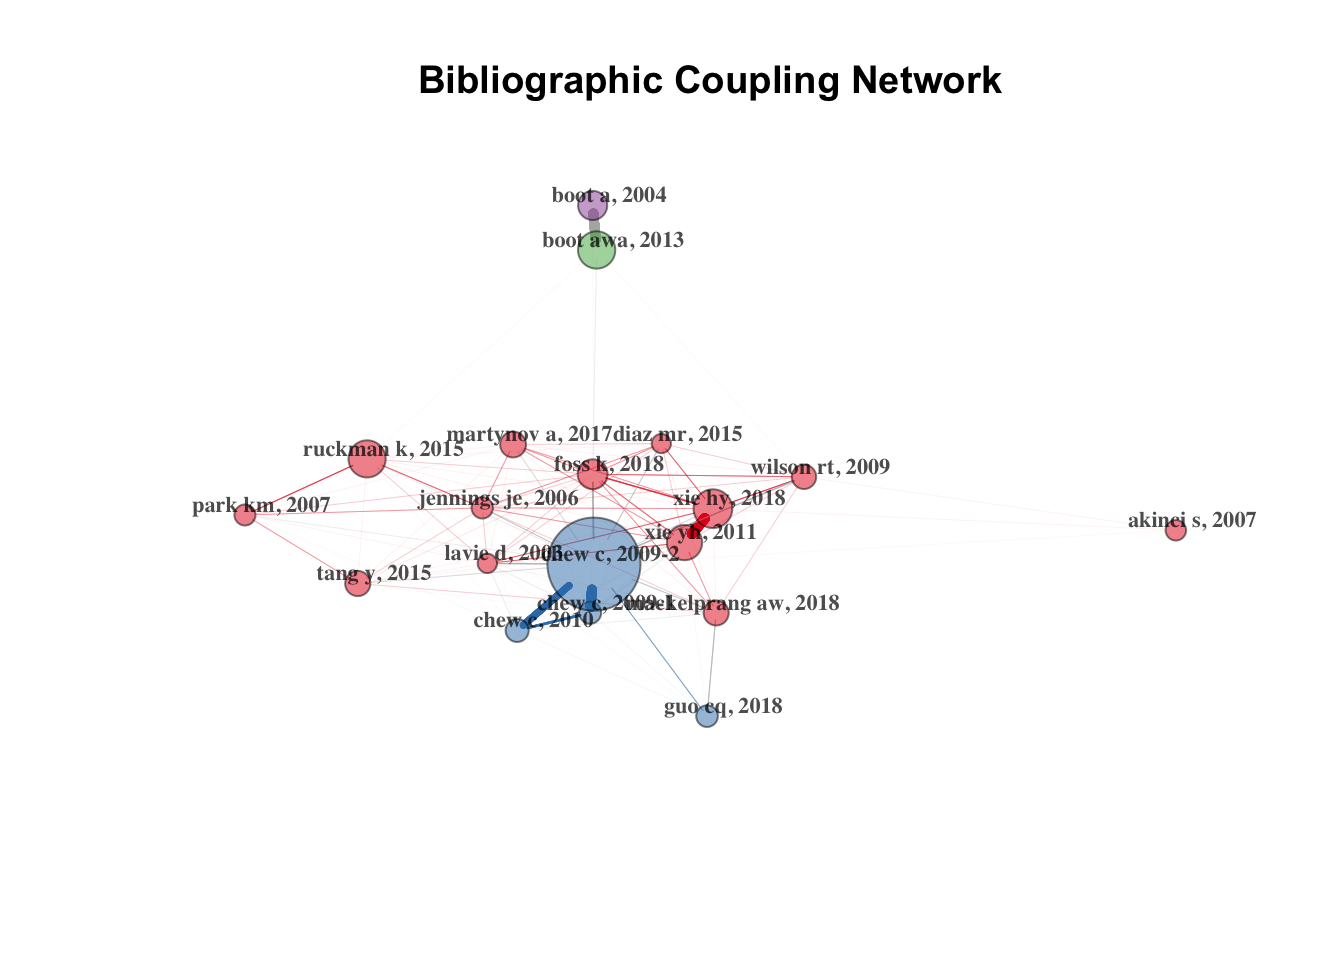 Bibliographic Coupling Network
boot a, 2004
boot awa, 2013
martynov a, 2017
diaz mr, 2015
ruckman k, 2015
foss k, 2018
wilson rt, 2009
jennings je, 2006
xie hy, 2018
park km, 2007
akinci s, 2007
xie yh, 2011
lavie d, 2003
chew c, 2009-2
tang y, 2015
chew c, 2009-1
mackelprang aw, 2018
chew c, 2010
guo cq, 2018